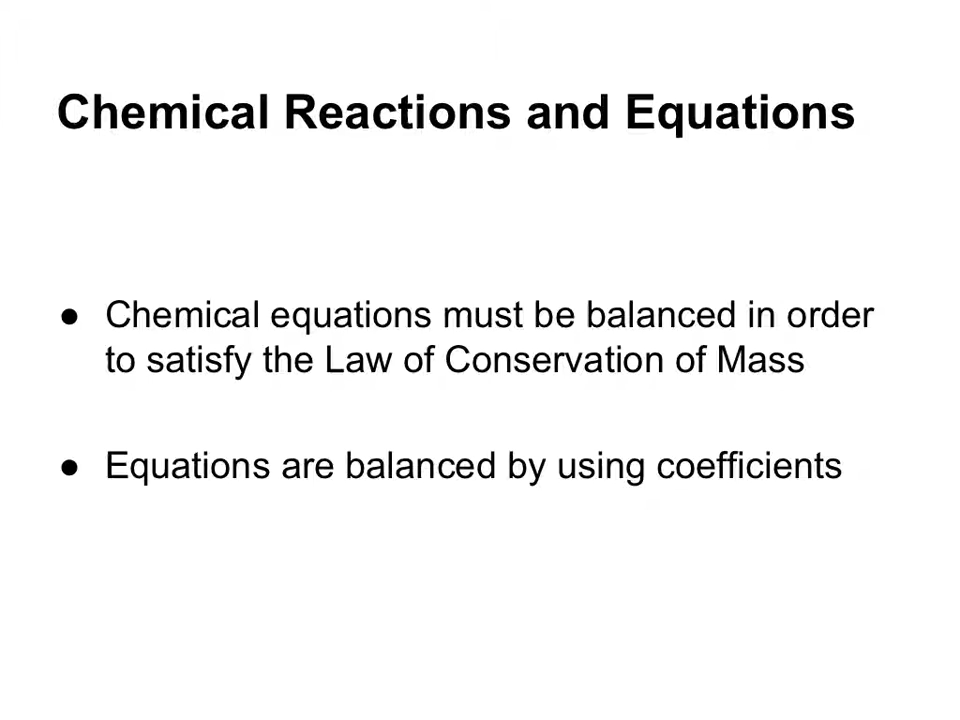 Chemical Reactions and Equations
● Chemical equations must be balanced in order
to satisfy the Law of Conservation of Mass
● Equations are balanced by using coefficients